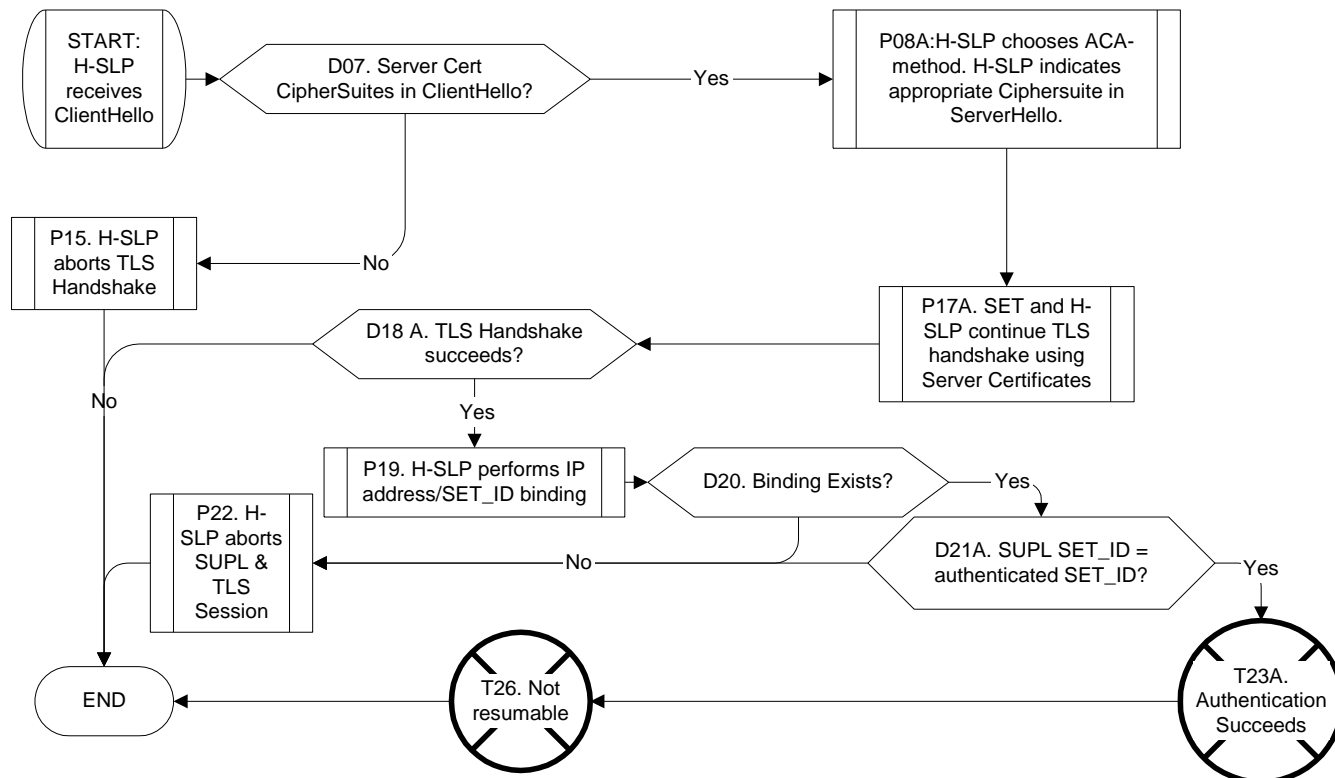 START:
H-SLP
receives
ClientHello
D07. Server Cert
CipherSuites in ClientHello?
Yes
P08A:H-SLP chooses ACA-
method. H-SLP indicates
appropriate Ciphersuite in
ServerHello.
No
P15. H-SLP
aborts TLS
Handshake
P17A. SET and H-
SLP continue TLS
handshake using
Server Certificates
D18 A. TLS Handshake
succeeds?
No
Yes
P19. H-SLP performs IP
address/SET_ID binding
D20. Binding Exists?
Yes
P22. H-
SLP aborts
SUPL &
TLS
Session
No
D21A. SUPL SET_ID =
authenticated SET_ID?
Yes
T23A.
Authentication
Succeeds
T26. Not
resumable
END